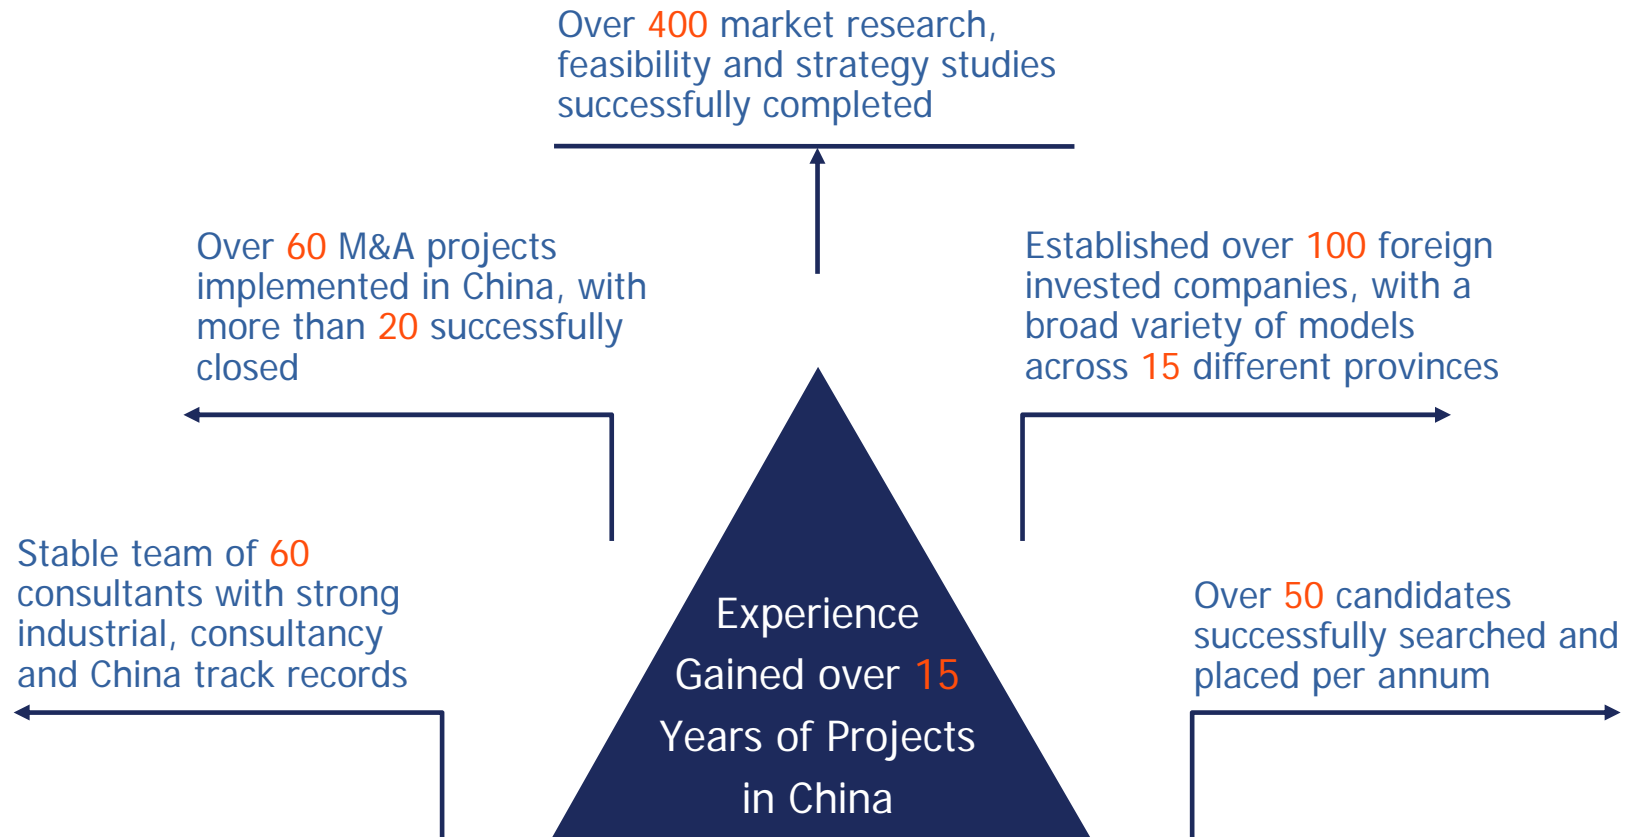 Over 400 market research,
feasibility and strategy studies
successfully completed
Over 60 M&A projects
implemented in China, with
more than 20 successfully
closed
Established over 100 foreign
invested companies, with a
broad variety of models
across 15 different provinces
Stable team of 60
consultants with strong
industrial, consultancy
and China track records
Experience
Gained over 15
Years of Projects
in China
Over 50 candidates
successfully searched and
placed per annum